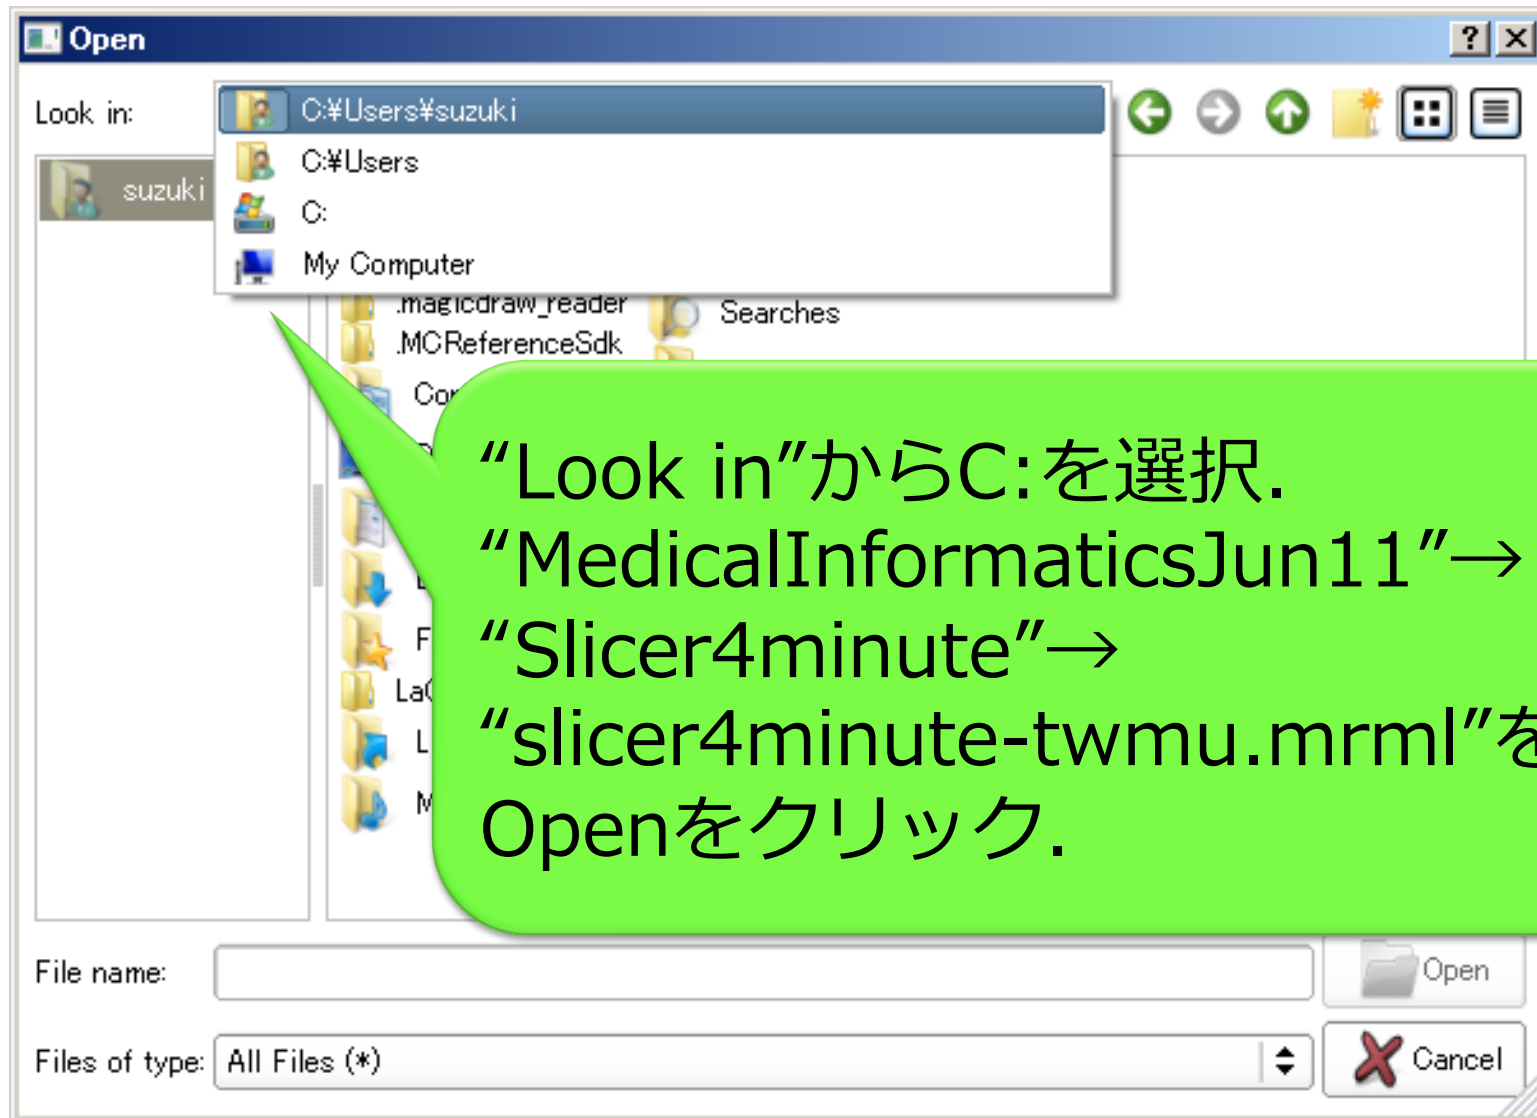 Open
Look in:
C:¥Users¥suzuki
C:¥Users
C:
My Computer
suzuki
.magicdraw_reader
Searches
.MCReferenceSdk
“Look in”からC:を選択.
“MedicalInformaticsJun11”→
“Slicer4minute”→
“slicer4minute-twmu.mrml”を
Openをクリック.
File name:
Open
Files of type:
All Files (*)
Cancel